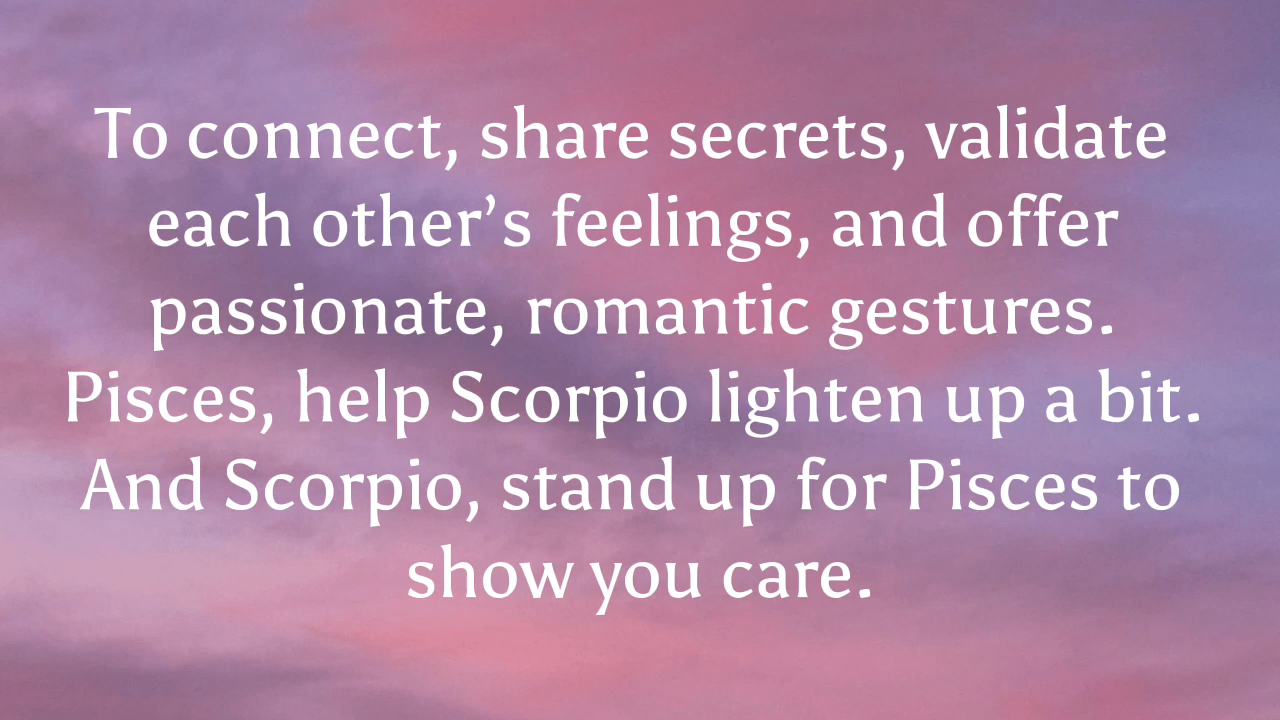 To connect, share secrets, validate
each other’s feelings, and offer
passionate, romantic gestures.
Pisces, help Scorpio lighten up a bit.
And Scorpio, stand up for Pisces to
show you care.